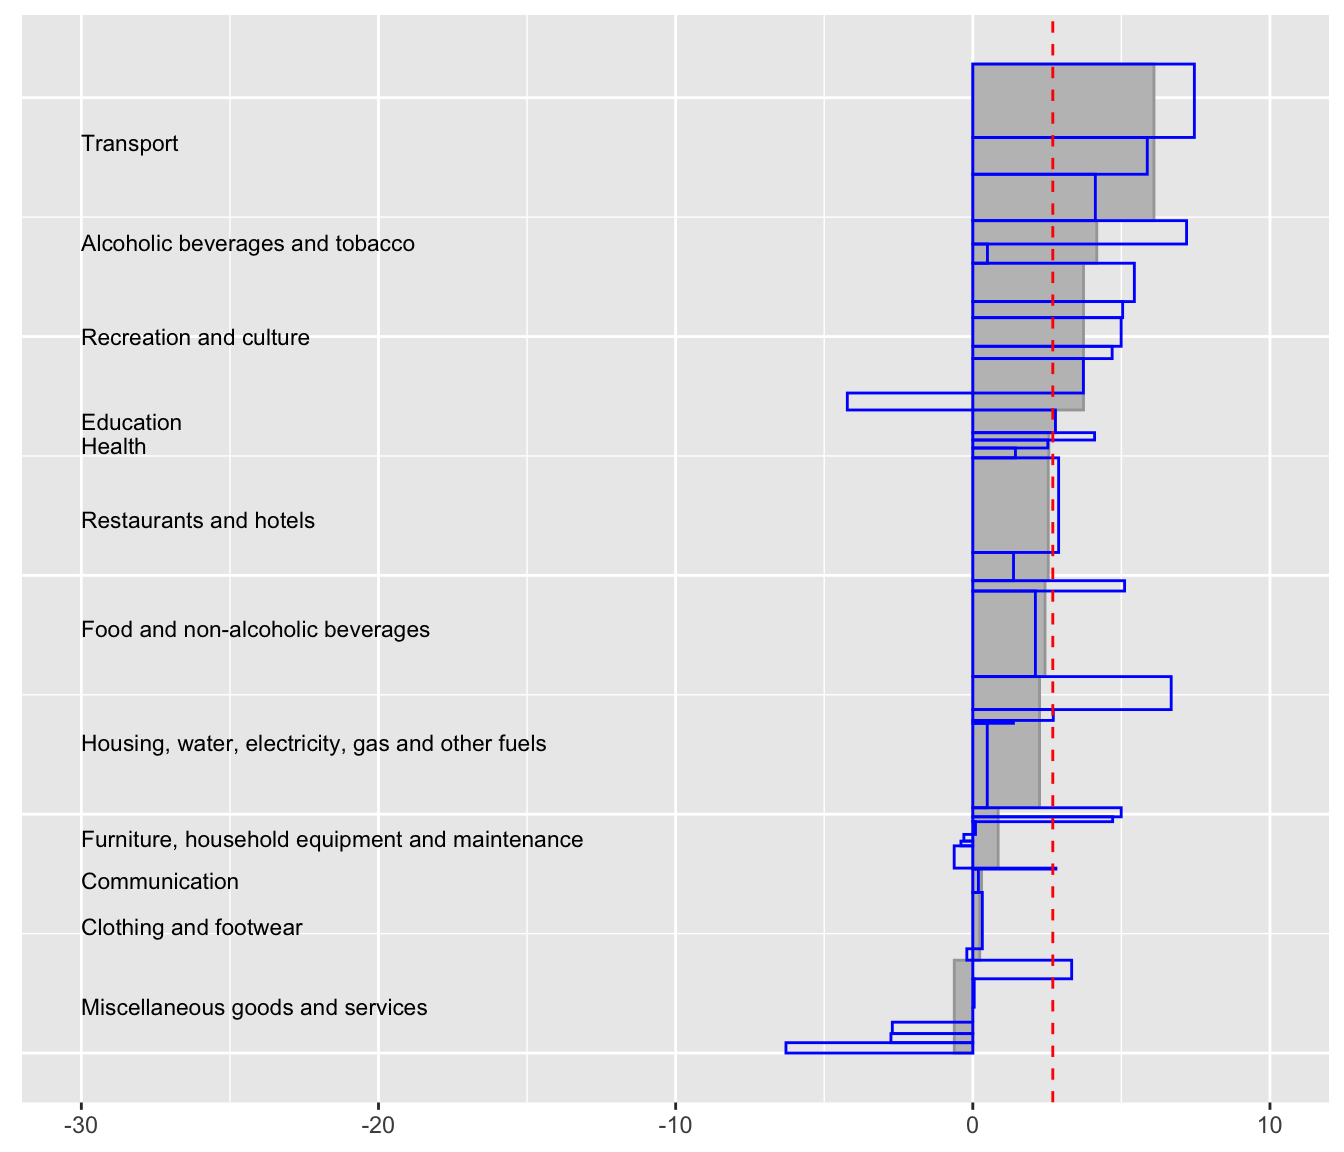 Transport
Alcoholic beverages and tobacco
Recreation and culture
Education
Health
Restaurants and hotels
Food and non-alcoholic beverages
Housing, water, electricity, gas and other fuels
Furniture, household equipment and maintenance
Communication
Clothing and footwear
Miscellaneous goods and services
-30 -20 -10 0 10